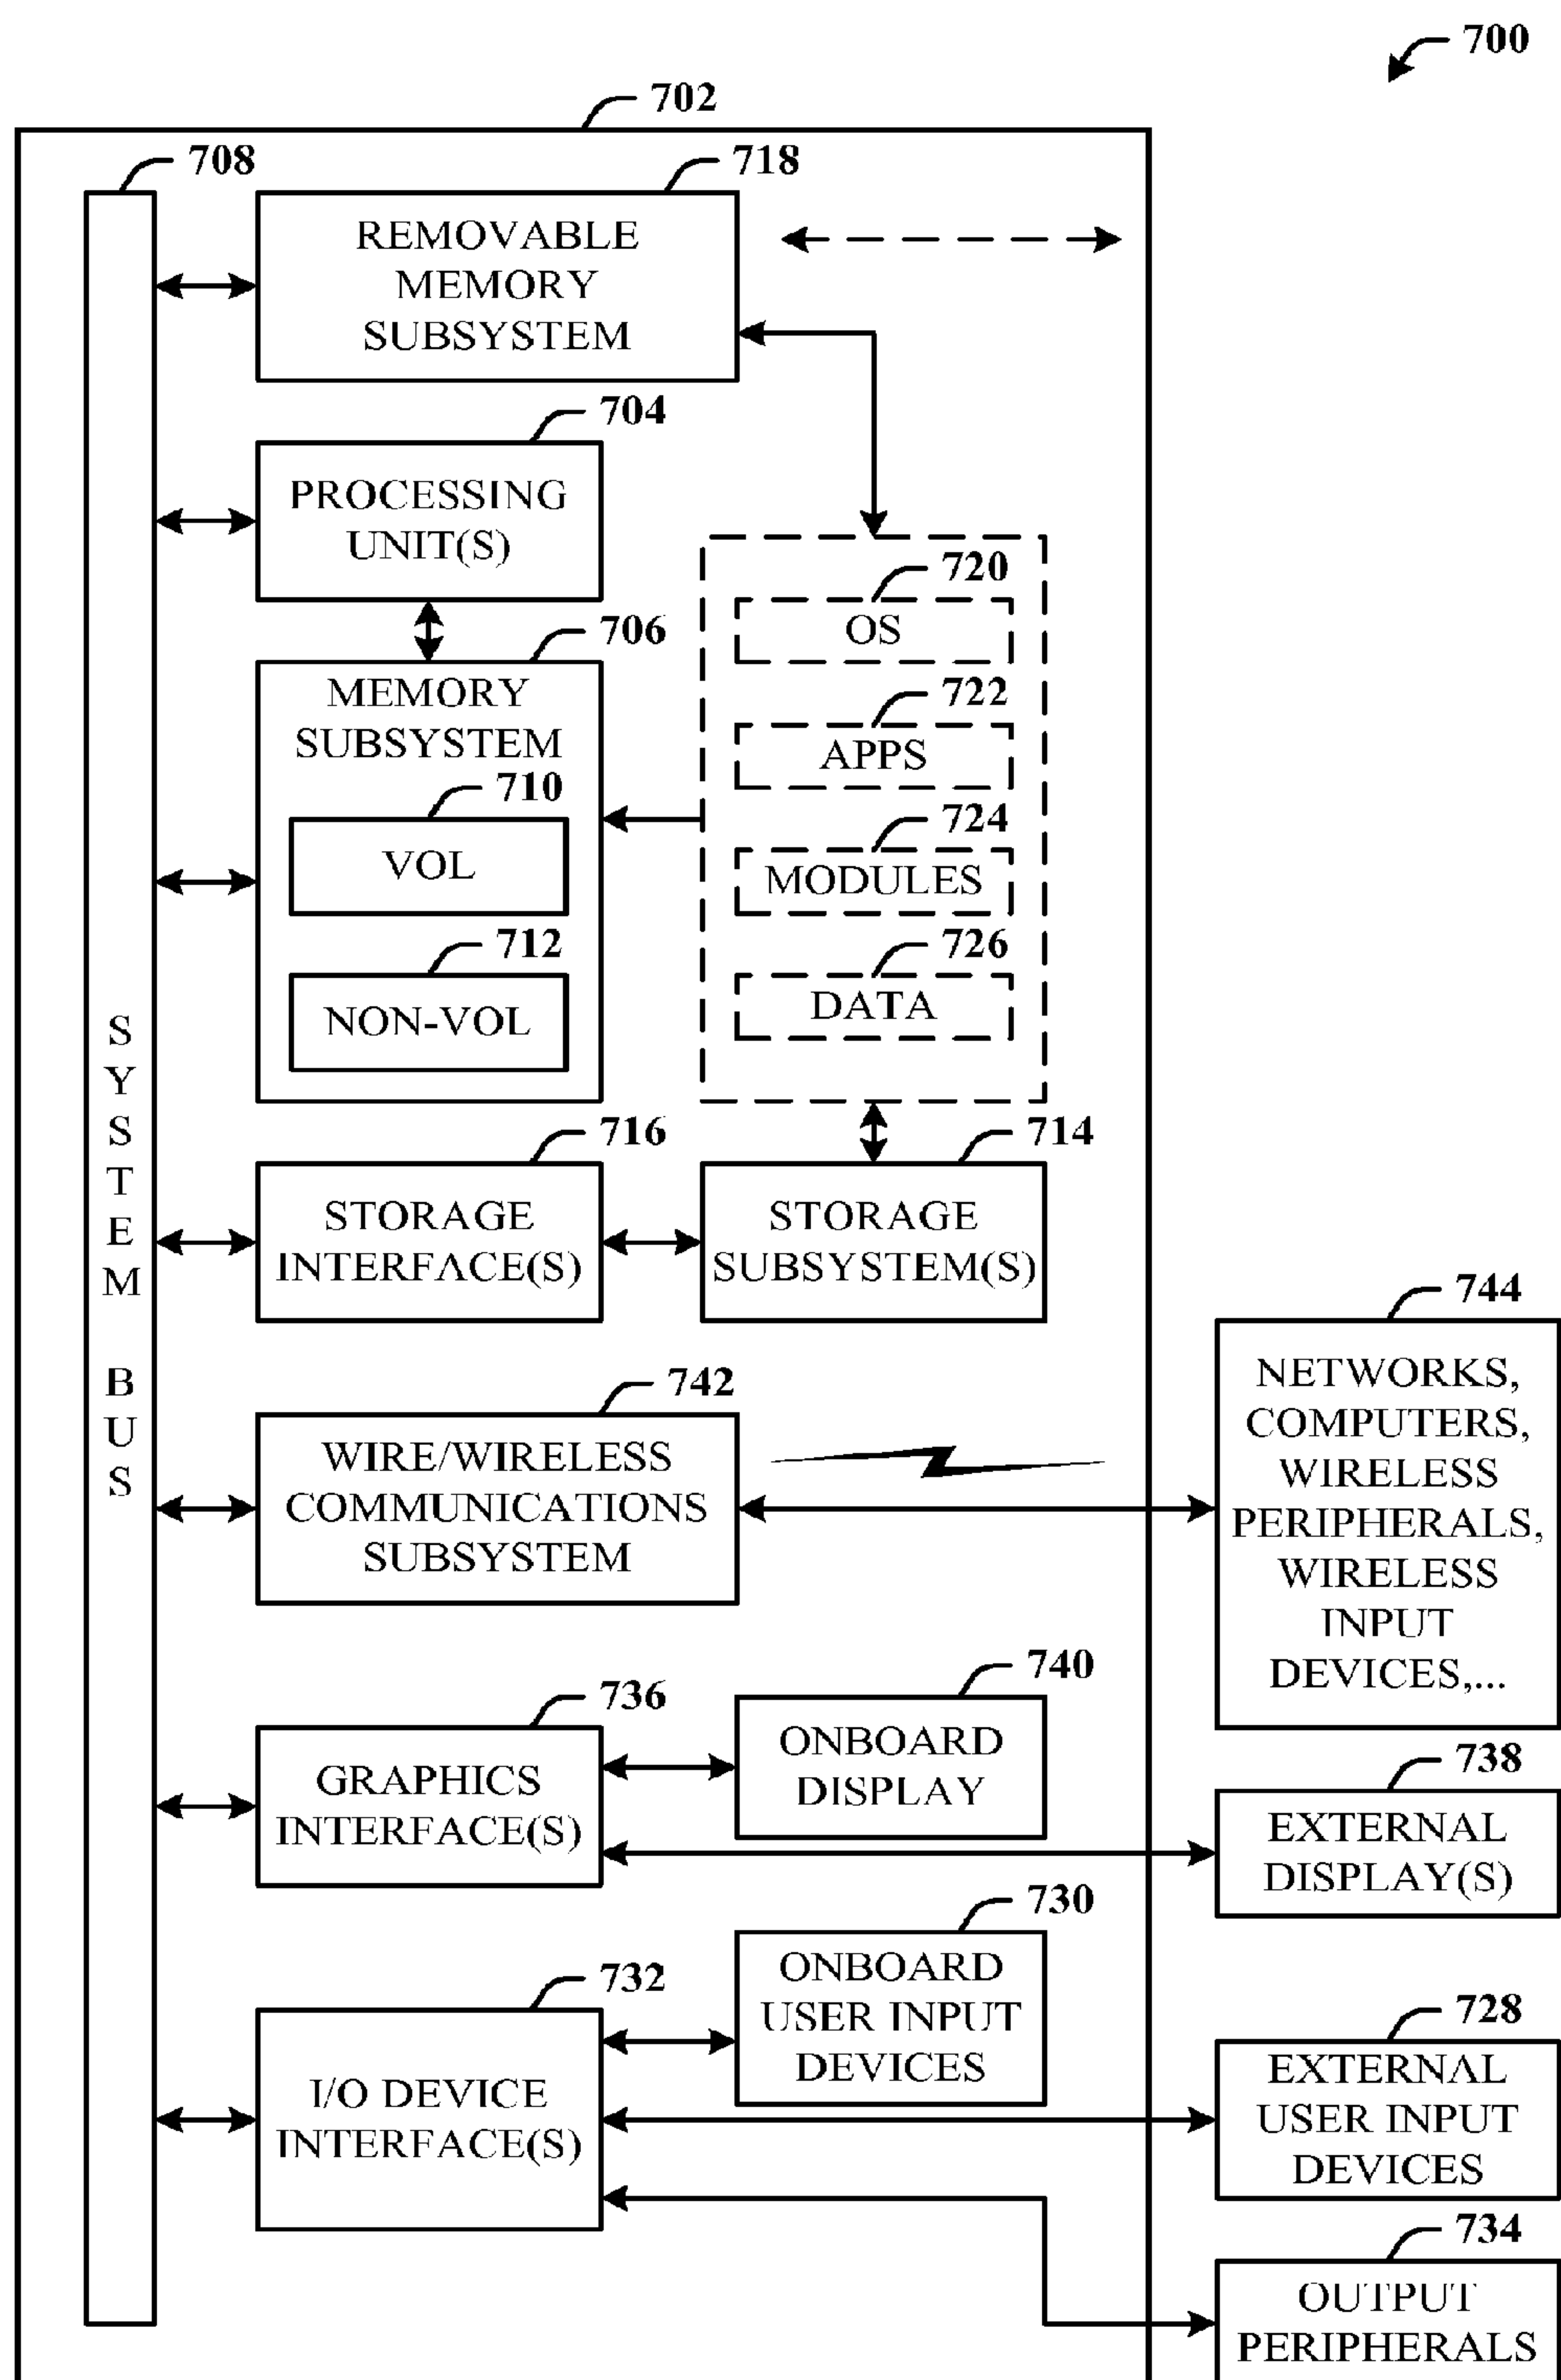 700
702
708
718
REMOVABLE
MEMORY
SUBSYSTEM
704
PROCESSING
UNIT(S)
706
MEMORY
SUBSYSTEM
710
VOL
712
NON-VOL
720
OS
722
APPS
724
MODULES
726
DATA
SYSTEM BUS
716
STORAGE
INTERFACE(S)
714
STORAGE
SUBSYSTEM(S)
742
WIRE/WIRELESS
COMMUNICATIONS
SUBSYSTEM
744
NETWORKS,
COMPUTERS,
WIRELESS
PERIPHERALS,
WIRELESS
INPUT
DEVICES,...
736
GRAPHICS
INTERFACE(S)
740
ONBOARD
DISPLAY
738
EXTERNAL
DISPLAY(S)
732
I/O DEVICE
INTERFACE(S)
730
ONBOARD
USER INPUT
DEVICES
728
EXTERNAL
USER INPUT
DEVICES
734
OUTPUT
PERIPHERALS